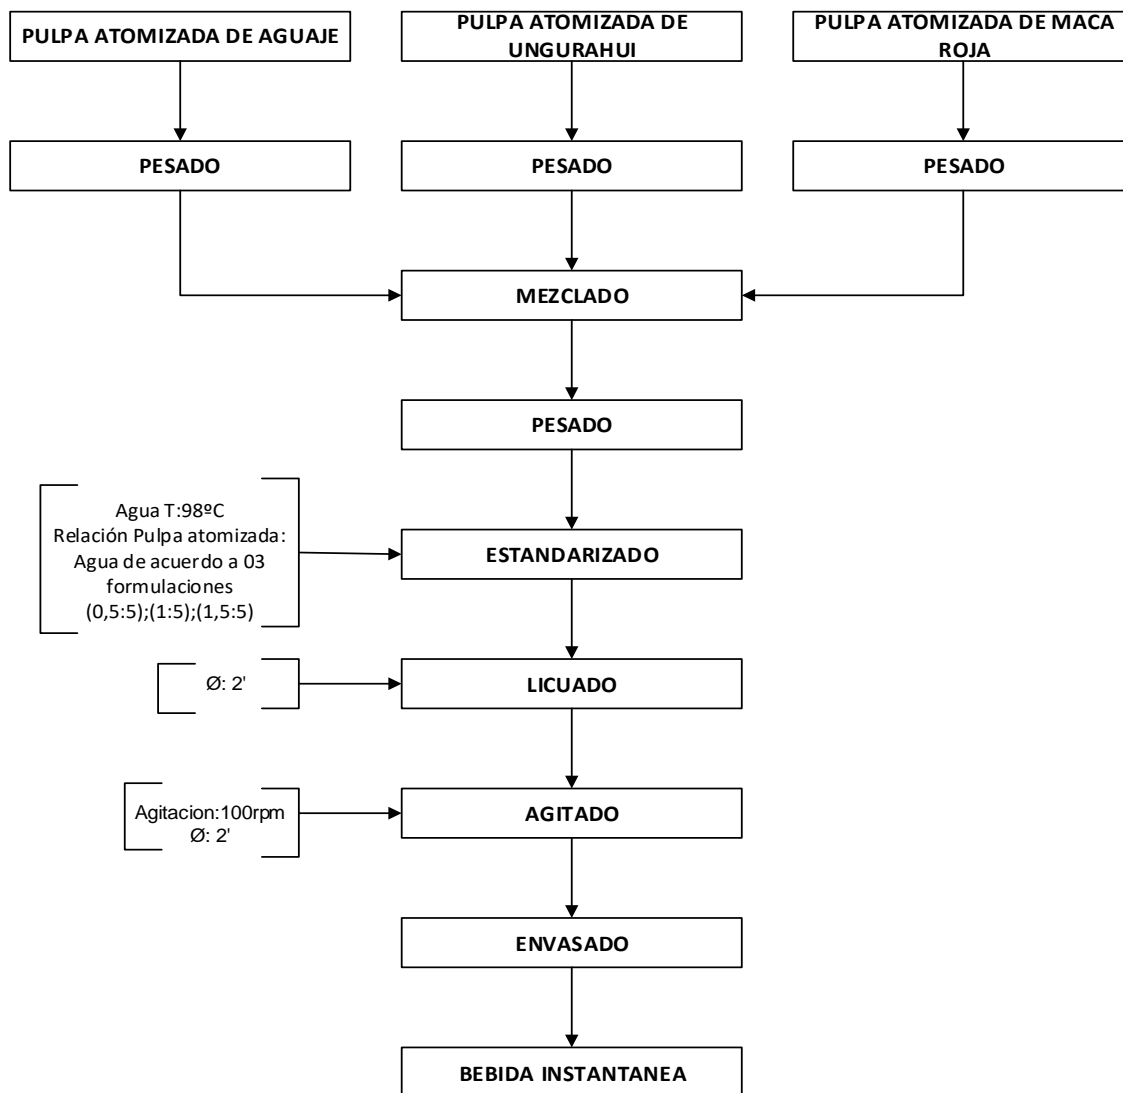 PULPA ATOMIZADA DE AGUAJE
PULPA ATOMIZADA DE
UNGURAHUI
PULPA ATOMIZADA DE MACA
ROJA
PESADO
PESADO
PESADO
MEZCLADO
PESADO
Agua T:98ºC
Relación Pulpa atomizada:
Agua de acuerdo a 03
formulaciones
(0,5:5);(1:5);(1,5:5)
ESTANDARIZADO
Ø: 2'
LICUADO
Agitacion:100rpm
Ø: 2'
AGITADO
ENVASADO
BEBIDA INSTANTANEA